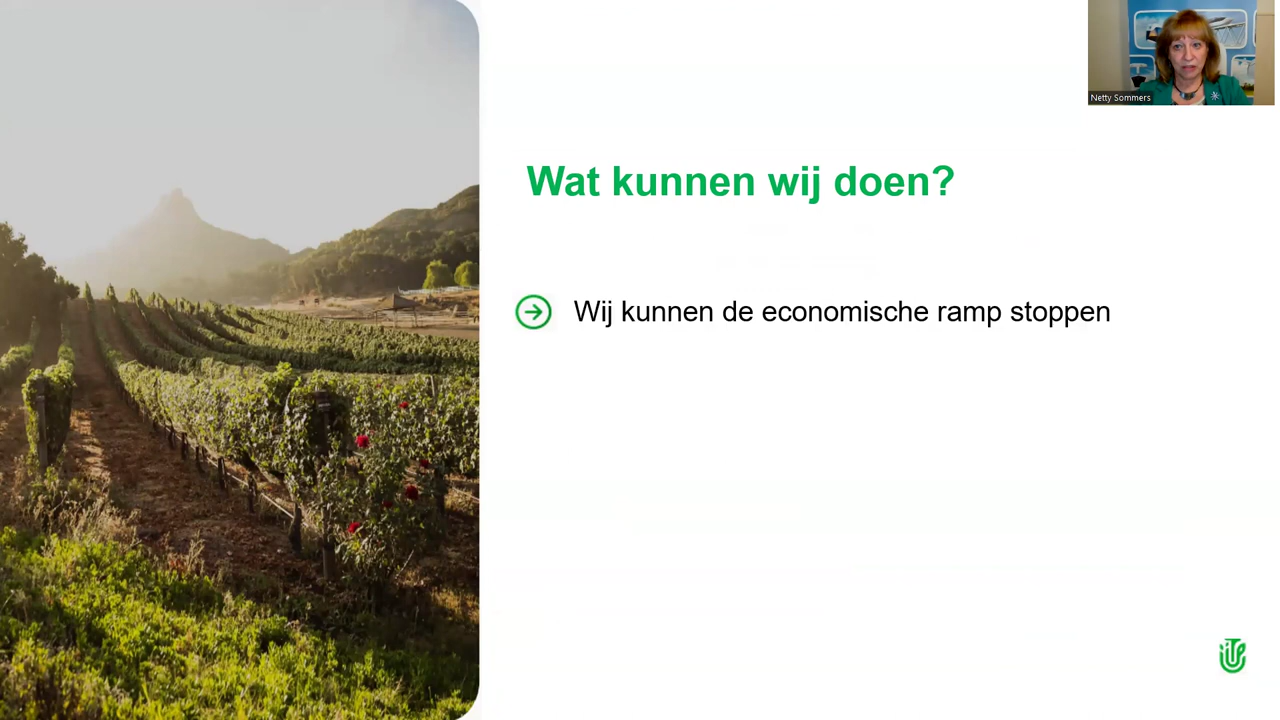 Netty Sommers
Wat kunnen wij doen?
Wij kunnen de economische ramp stoppen